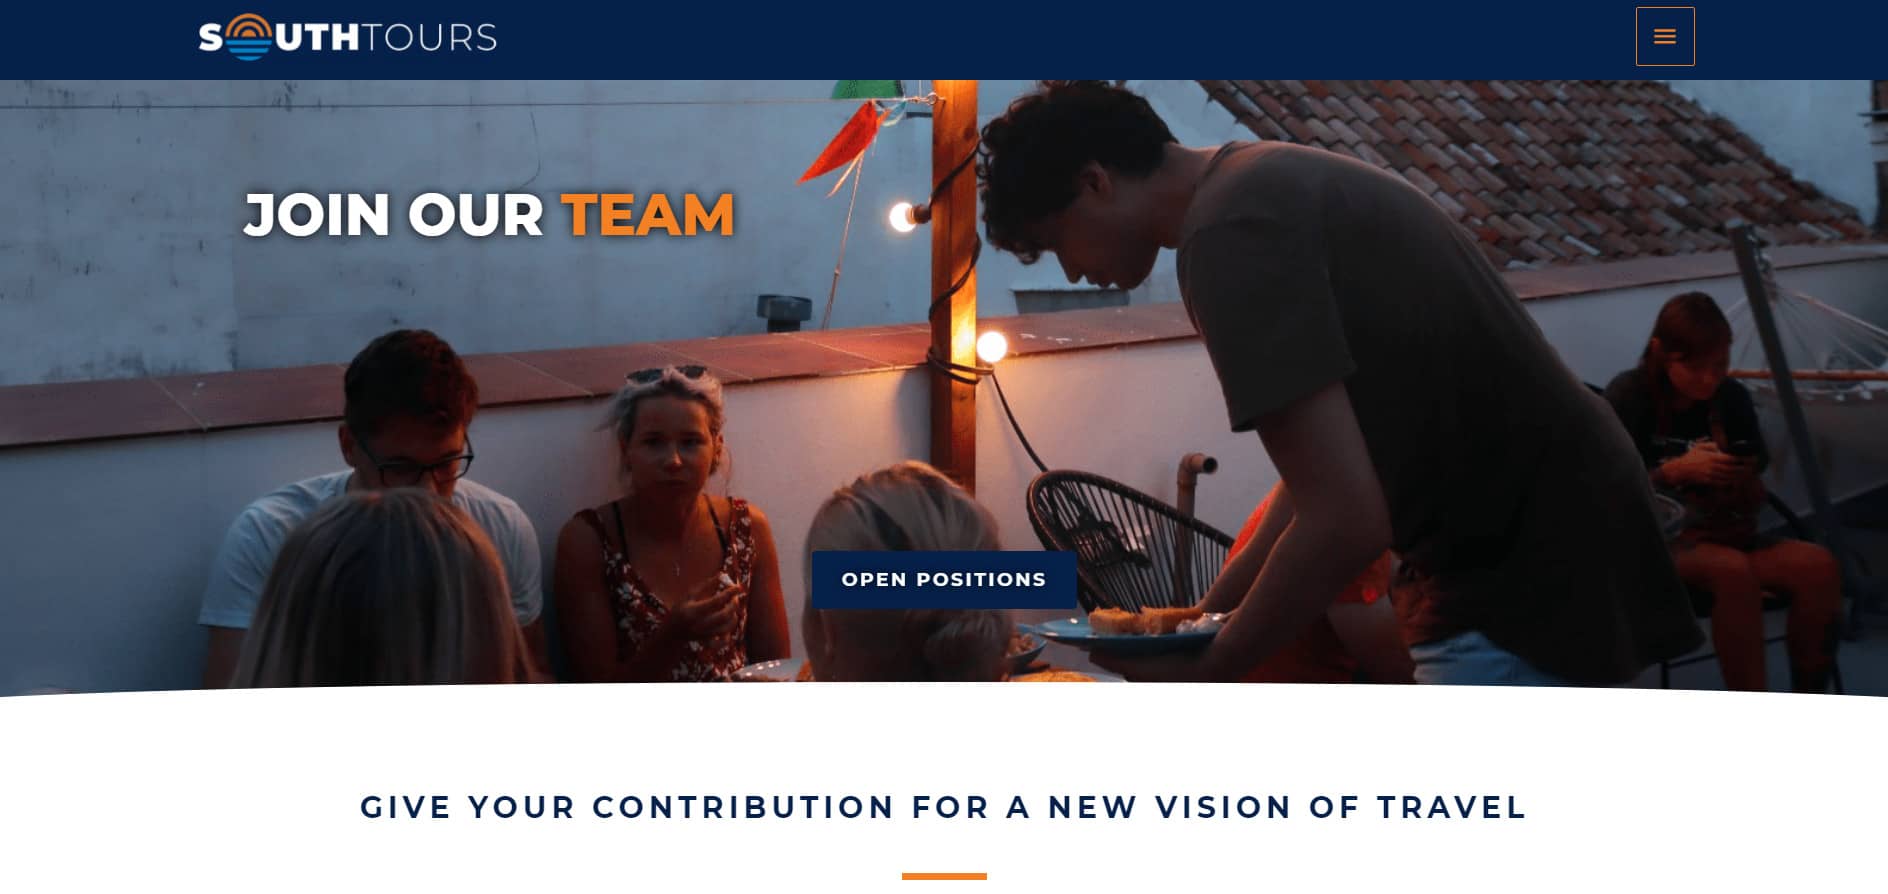 SOUTHTOURS
JOIN OUR TEAM
OPEN POSITIONS
GIVE YOUR CONTRIBUTION FOR A NEW VISION OF TRAVEL